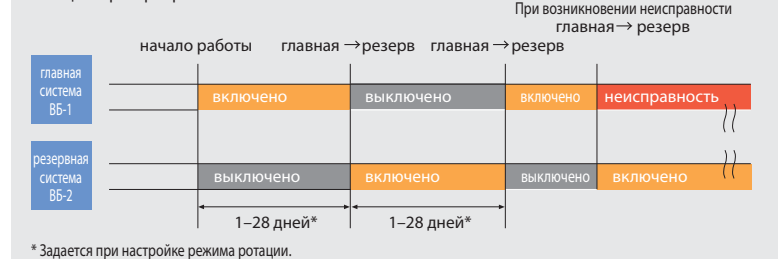 При возникновении неисправности
главная → резерв
начало работы главная → резерв главная → резерв
главная
система
ВБ-1
включено выключено включено неисправность
резервная
система
ВБ-2
выключено включено выключено включено
1–28 дней* 1–28 дней*
* Задается при настройке режима ротации.